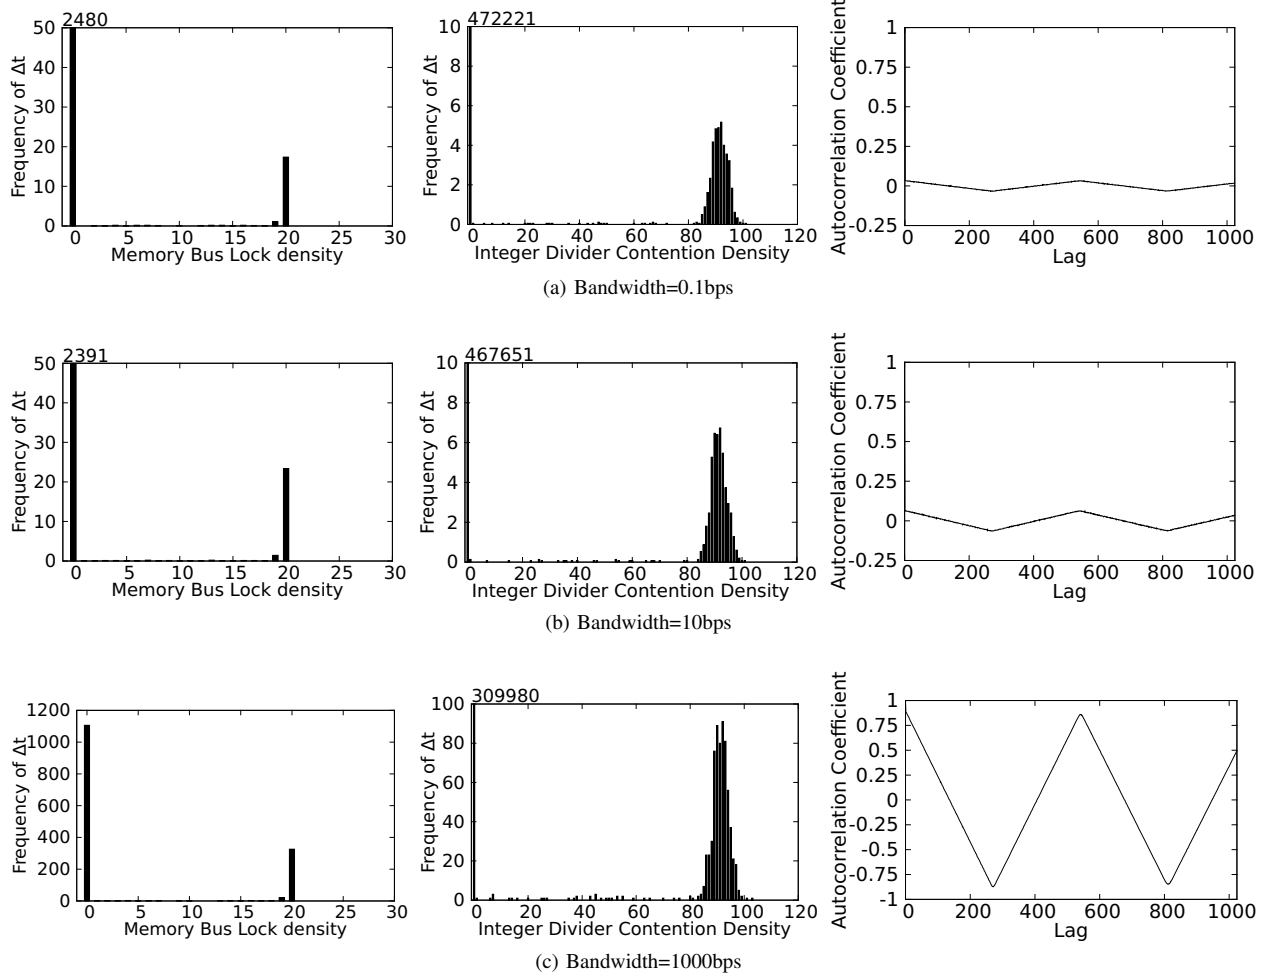 2480
50
40
30
20
10
0
Frequency of Δt
0 5 10 15 20 25 30
Memory Bus Lock density
472221
10
8
6
4
2
0
Frequency of Δt
0 20 40 60 80 100 120
Integer Divider Contention Density
1
0.75
0.5
0.25
0
-0.25
Autocorrelation Coefficient
0 200 400 600 800 1000
Lag
(a) Bandwidth=0.1bps
2391
50
40
30
20
10
0
Frequency of Δt
0 5 10 15 20 25 30
Memory Bus Lock density
467651
10
8
6
4
2
0
Frequency of Δt
0 20 40 60 80 100 120
Integer Divider Contention Density
1
0.75
0.5
0.25
0
-0.25
Autocorrelation Coefficient
0 200 400 600 800 1000
Lag
(b) Bandwidth=10bps
1200
1000
800
600
400
200
0
Frequency of Δt
0 5 10 15 20 25 30
Memory Bus Lock density
309980
100
80
60
40
20
0
Frequency of Δt
0 20 40 60 80 100 120
Integer Divider Contention Density
1
0.75
0.5
0.25
0
-0.25
-0.5
-0.75
-1
Autocorrelation Coefficient
0 200 400 600 800 1000
Lag
(c) Bandwidth=1000bps